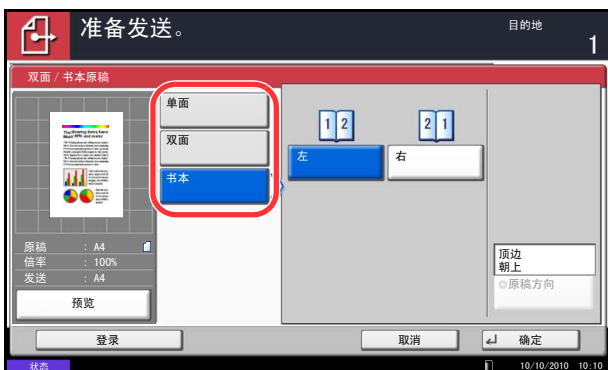 准备发送。
目的地
1
双面 / 书本原稿
单面
双面
书本
1 2
2 1
左
右
原稿 : A4
倍率 : 100%
发送 : A4
预览
顶边
朝上
原稿方向
登录
取消
确定
状态
10/10/2010 10:10